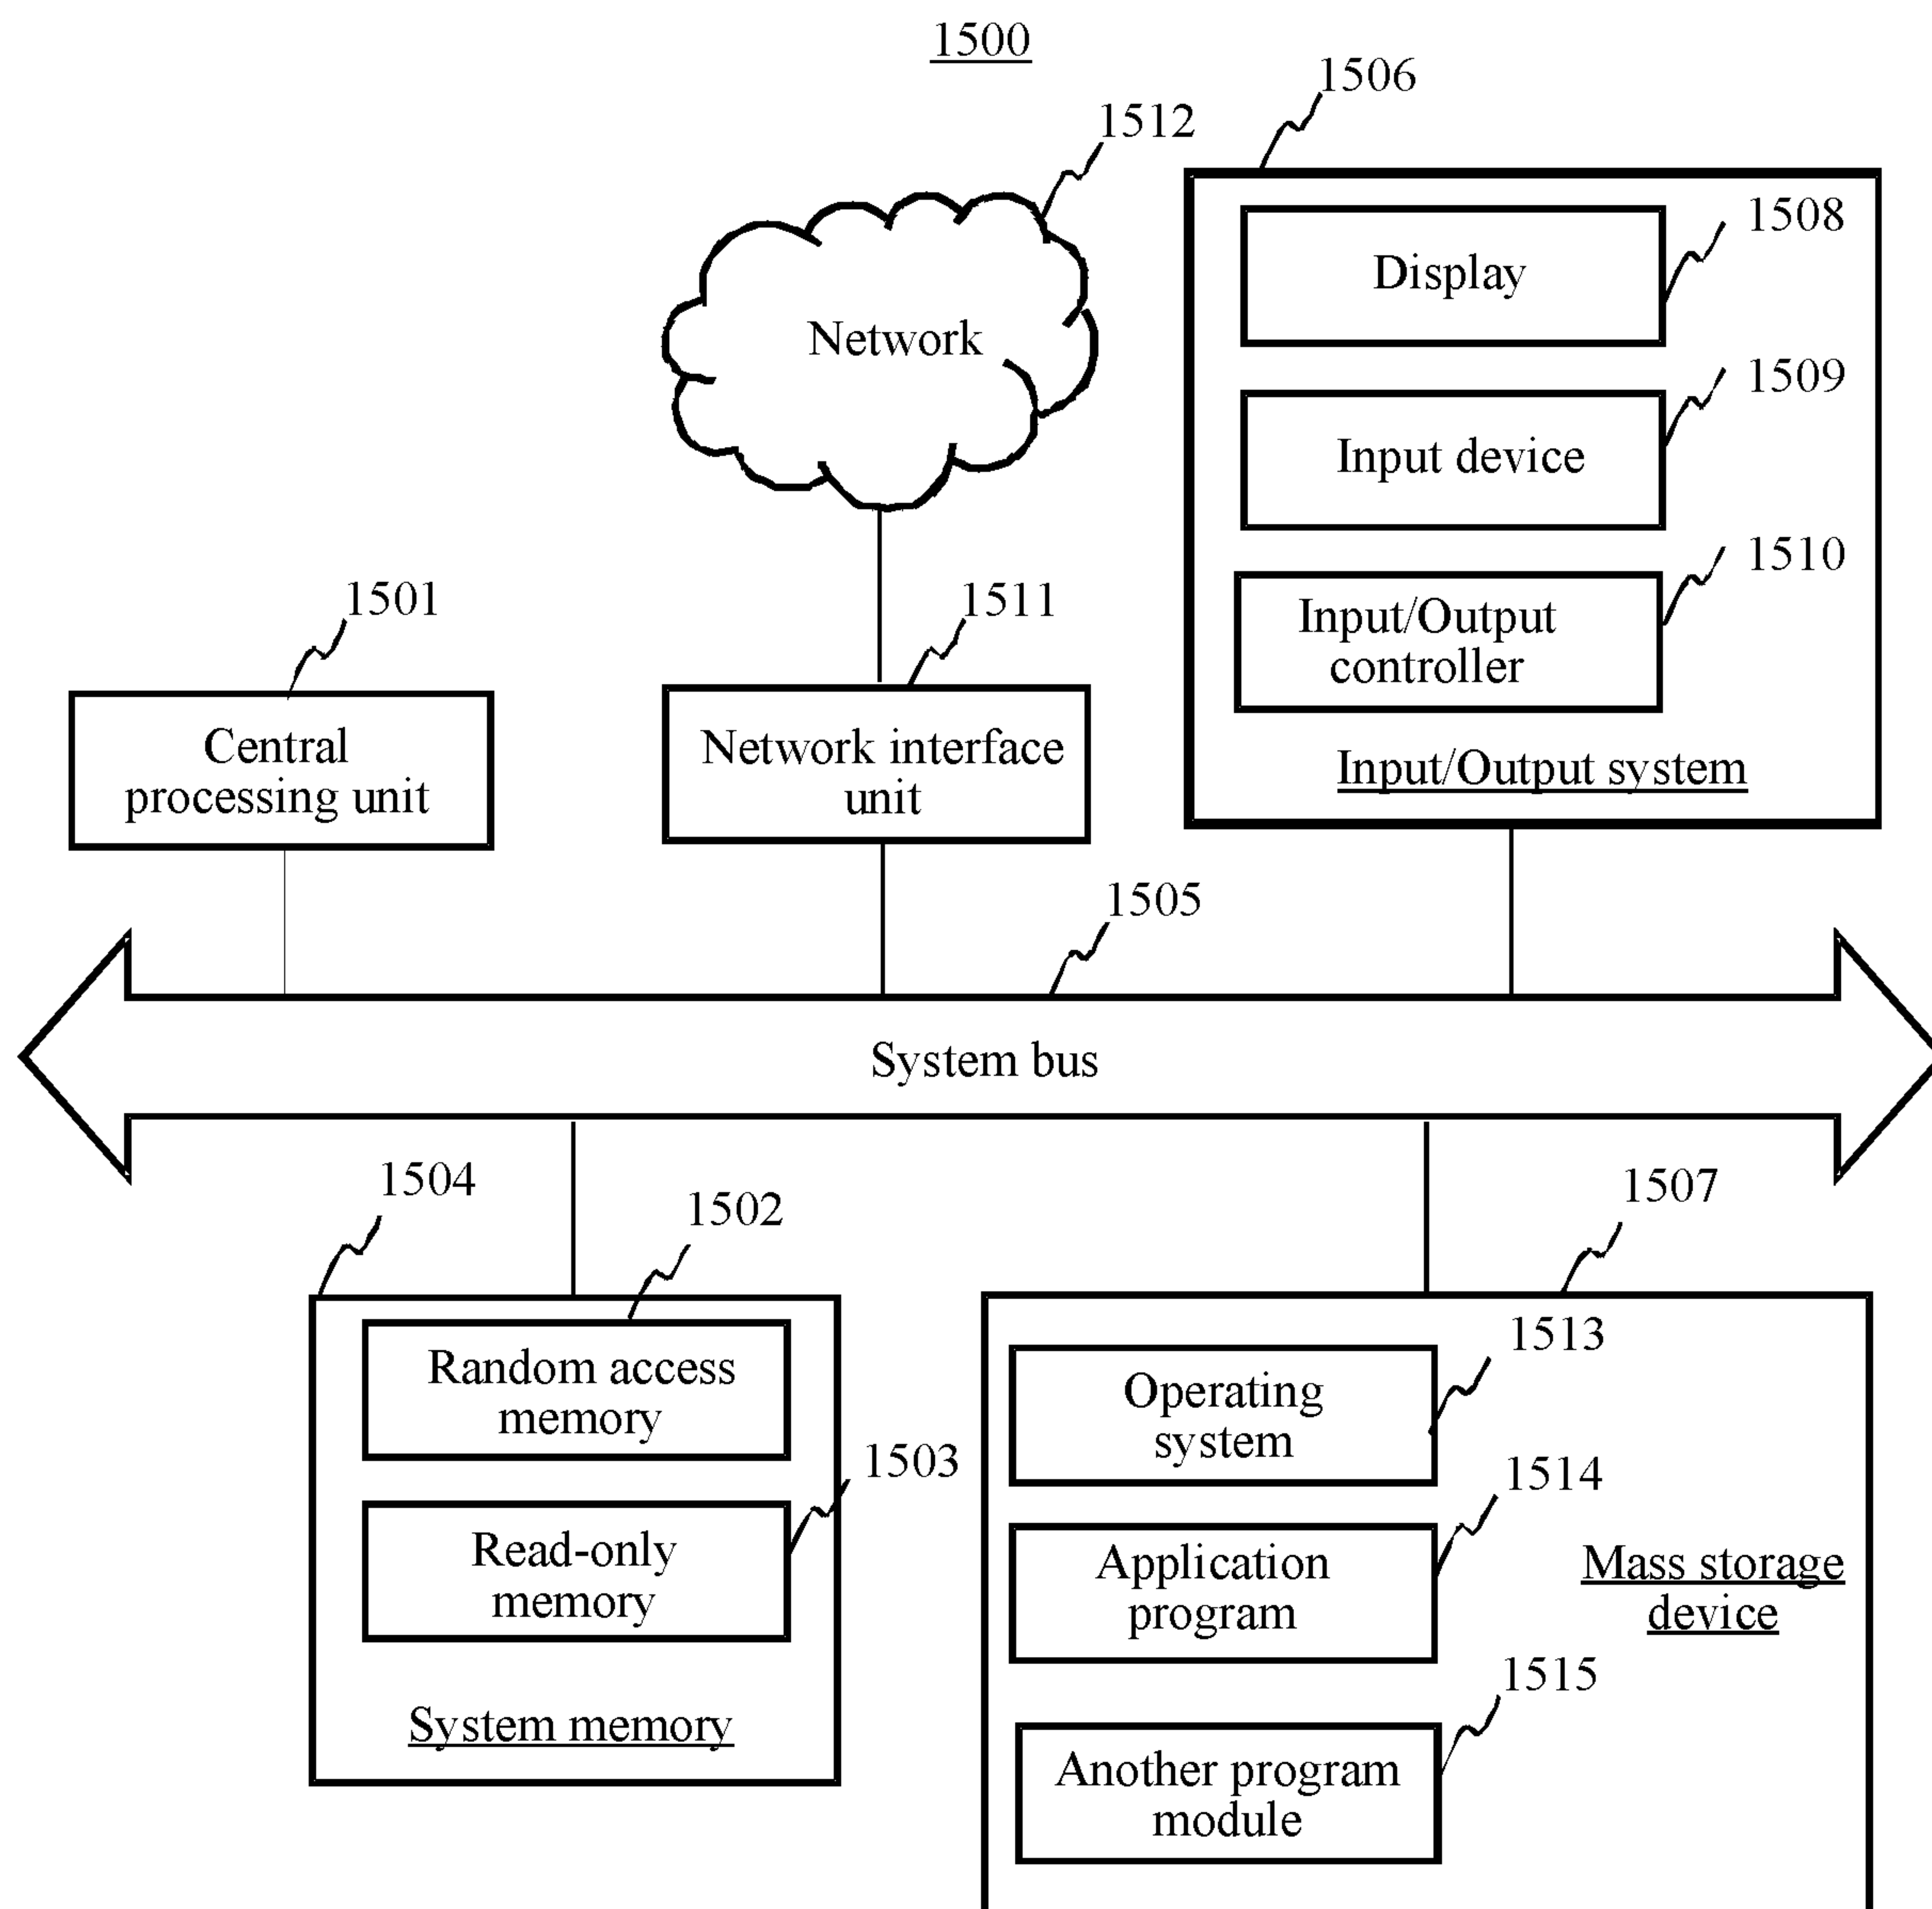 1500
1506
1512
1508
Display
Network
1509
Input device
1510
Input/Output
controller
Input/Output system
1501
Central
processing unit
1511
Network interface
unit
1505
System bus
1504
1502
Random access
memory
1503
Read-only
memory
System memory
1507
1513
Operating
system
1514
Application
program
Mass storage
device
1515
Another program
module